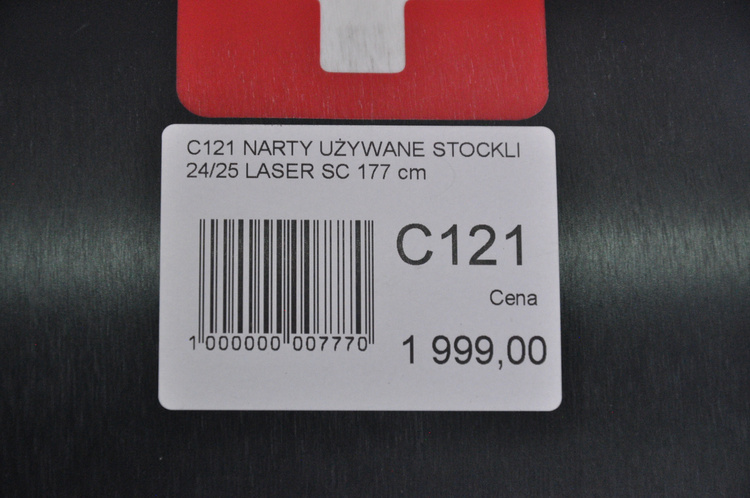 C121 NARTY UŻYWANE STOCKLI
24/25 LASER SC 177 cm
C121
Cena
1 000000 007770
1 999,00